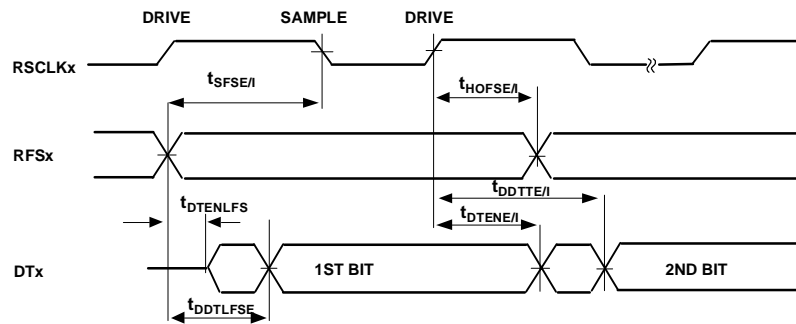 DRIVE SAMPLE DRIVE
RSCLKx
tSFSE/I tHOFSE/I
RFSx
tDDTTE/I
tDTENLFS tDTENE/I
DTx 1ST BIT 2ND BIT
tDDTLFSE